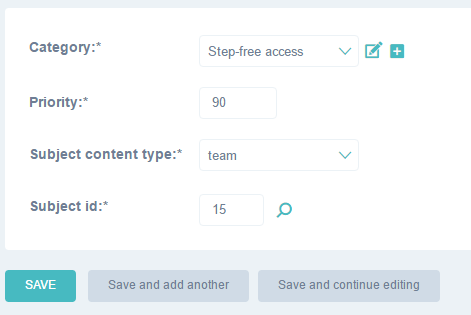 Category:* Step-free access
Priority:* 90
Subject content type:* team
Subject id:* 15
SAVE Save and add another Save and continue editing